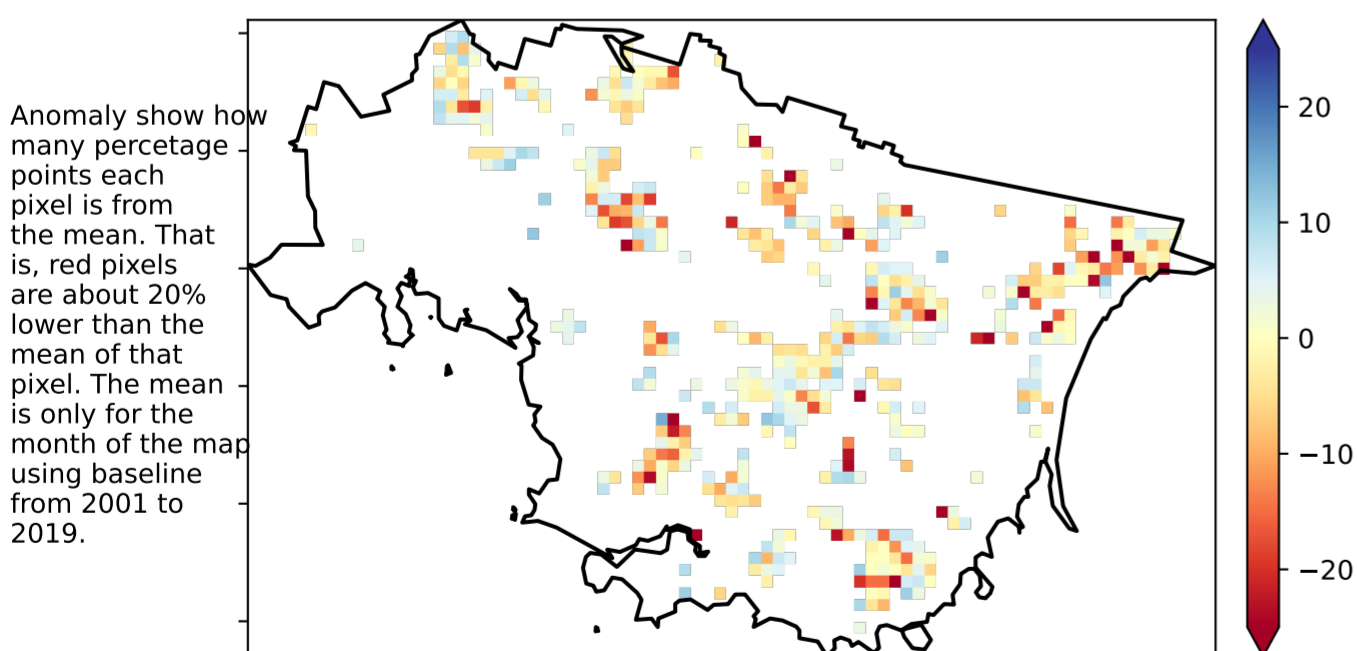 Anomaly show how
many percetage
points each
pixel is from
the mean. That
is, red pixels
are about 20%
lower than the
mean of that
pixel. The mean
is only for the
month of the map
using baseline
from 2001 to
2019.
20
10
0
−10
−20